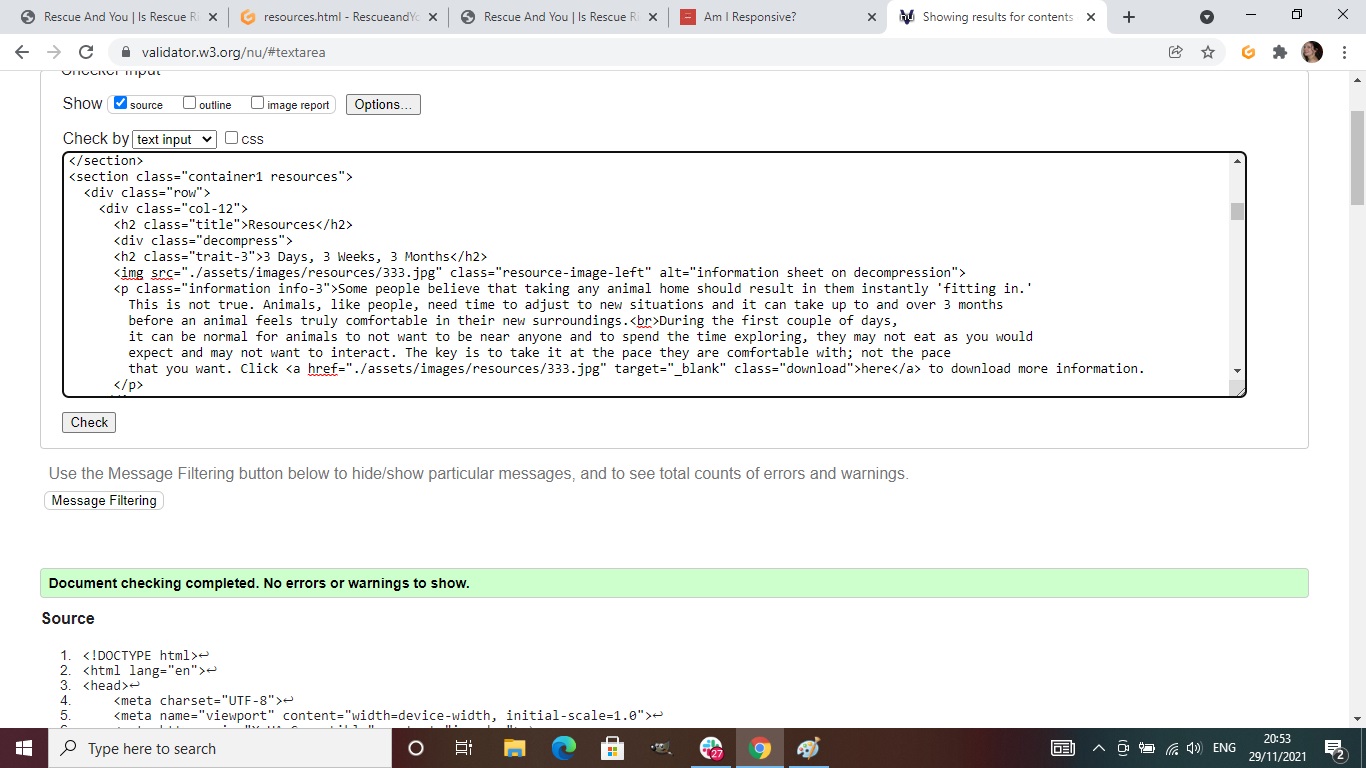 Rescue And You | Is Rescue Ri
resources.html - RescueandYo
Rescue And You | Is Rescue Ri
Am I Responsive?
Showing results for contents
validator.w3.org/nu/#textarea
Checker Input
Show source outline image report Options...
Check by text input css
</section>
<section class="container1 resources">
<div class="row">
<div class="col-12">
<h2 class="title">Resources</h2>
<div class="decompress">
<h2 class="trait-3">3 Days, 3 Weeks, 3 Months</h2>
<img src="./assets/images/resources/333.jpg" class="resource-image-left" alt="information sheet on decompression">
<p class="information info-3">Some people believe that taking any animal home should result in them instantly 'fitting in.'
This is not true. Animals, like people, need time to adjust to new situations and it can take up to and over 3 months
before an animal feels truly comfortable in their new surroundings.<br>During the first couple of days,
it can be normal for animals to not want to be near anyone and to spend the time exploring, they may not eat as you would
expect and may not want to interact. The key is to take it at the pace they are comfortable with; not the pace
that you want. Click <a href="./assets/images/resources/333.jpg" target="_blank" class="download">here</a> to download more information.
</p>
Check
Use the Message Filtering button below to hide/show particular messages, and to see total counts of errors and warnings.
Message Filtering
Document checking completed. No errors or warnings to show.
Source
1. <!DOCTYPE html>↩
2. <html lang="en">↩
3. <head>↩
4. <meta charset="UTF-8">↩
5. <meta name="viewport" content="width=device-width, initial-scale=1.0">↩
Type here to search
27
ENG
20:53
29/11/2021
2